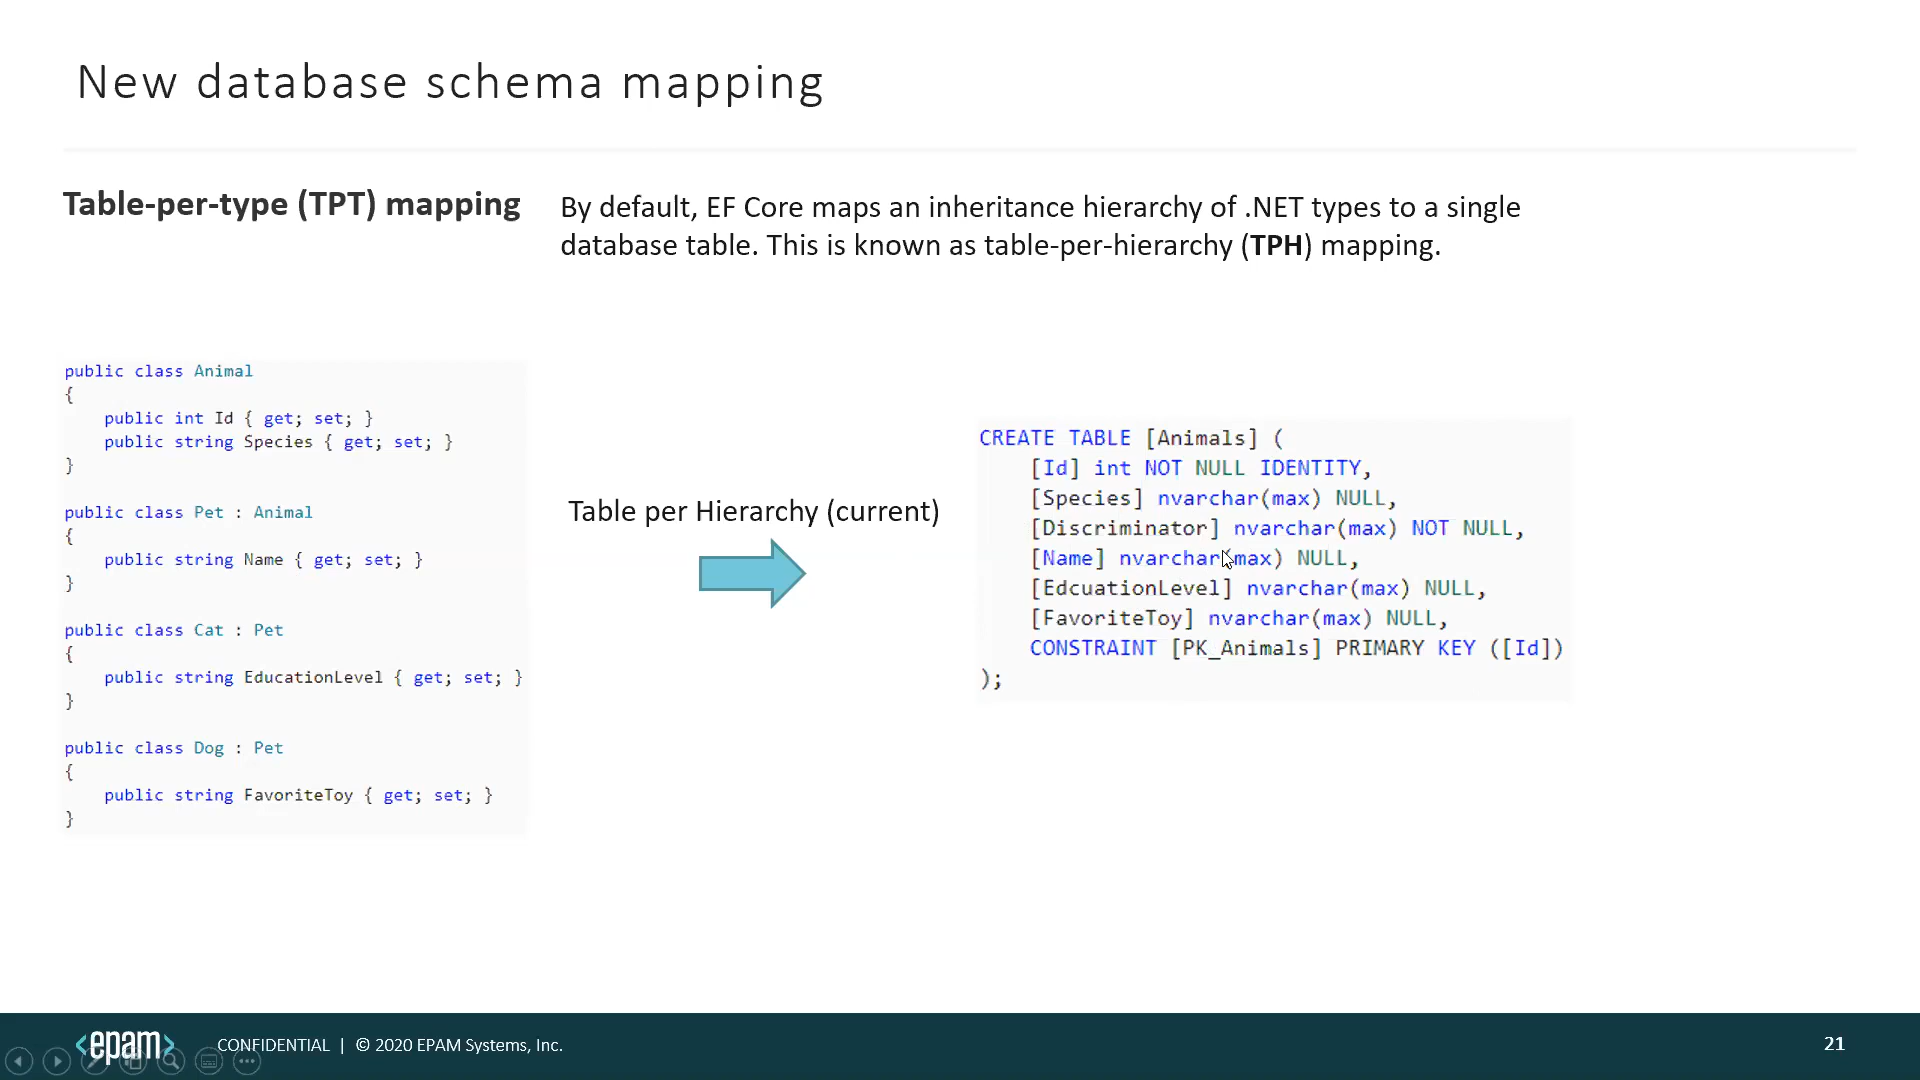 New database schema mapping
Table-per-type (TPT) mapping
By default, EF Core maps an inheritance hierarchy of .NET types to a single
database table. This is known as table-per-hierarchy (TPH) mapping.
public class Animal
{
    public int Id { get; set; }
    public string Species { get; set; }
}
public class Pet : Animal
{
    public string Name { get; set; }
}
public class Cat : Pet
{
    public string EducationLevel { get; set; }
}
public class Dog : Pet
{
    public string FavoriteToy { get; set; }
}
Table per Hierarchy (current)
CREATE TABLE [Animals] (
    [Id] int NOT NULL IDENTITY,
    [Species] nvarchar(max) NULL,
    [Discriminator] nvarchar(max) NOT NULL,
    [Name] nvarchar(max) NULL,
    [EdcuationLevel] nvarchar(max) NULL,
    [FavoriteToy] nvarchar(max) NULL,
    CONSTRAINT [PK_Animals] PRIMARY KEY ([Id])
);
<epam>
CONFIDENTIAL | © 2020 EPAM Systems, Inc.
21